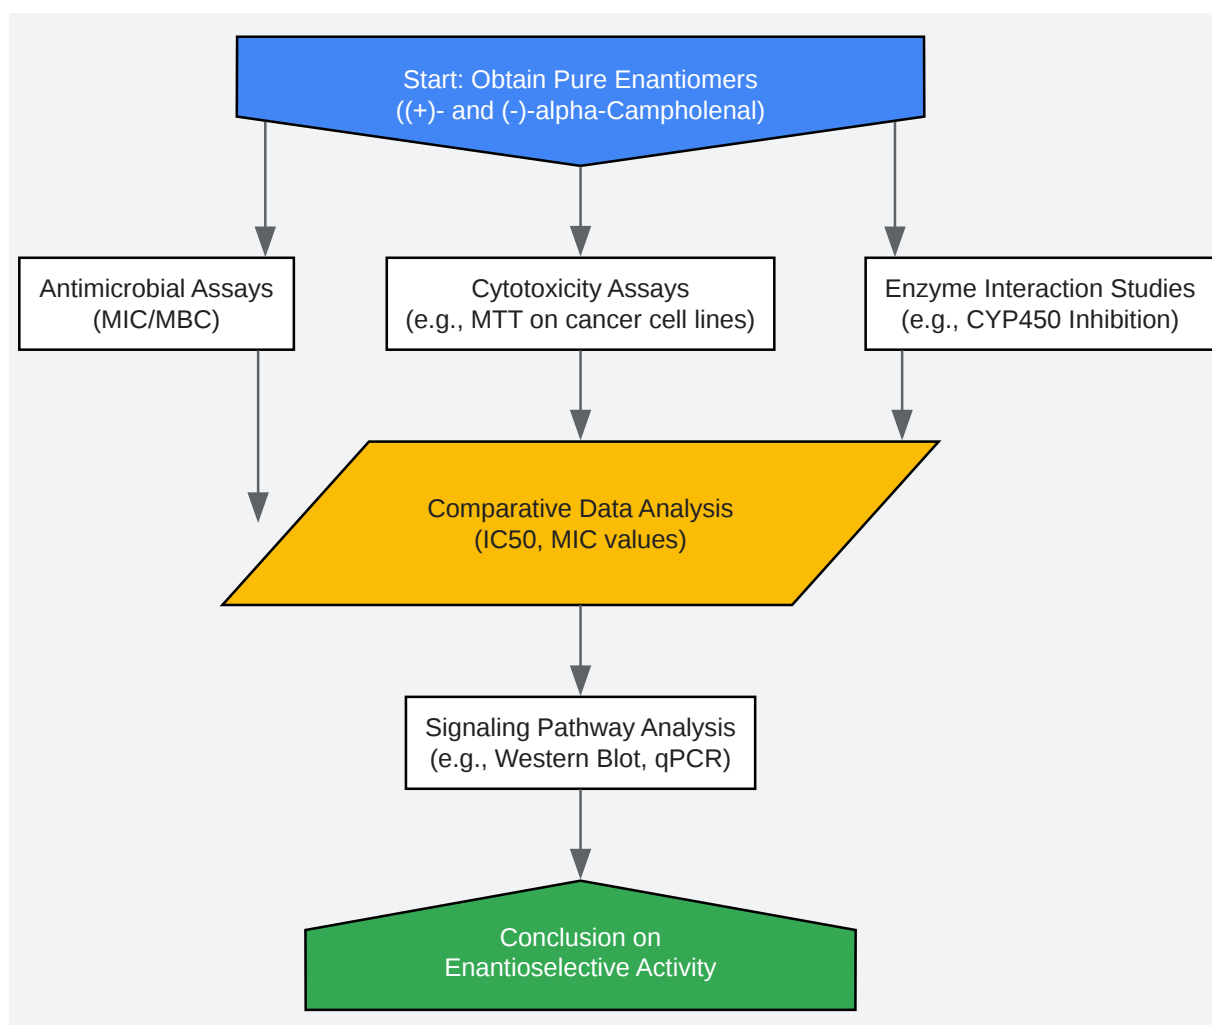 Start: Obtain Pure Enantiomers
((+)- and (-)-alpha-Campholenal)
Antimicrobial Assays
(MIC/MBC)
Cytotoxicity Assays
(e.g., MTT on cancer cell lines)
Enzyme Interaction Studies
(e.g., CYP450 Inhibition)
Comparative Data Analysis
(IC50, MIC values)
Signaling Pathway Analysis
(e.g., Western Blot, qPCR)
Conclusion on
Enantioselective Activity